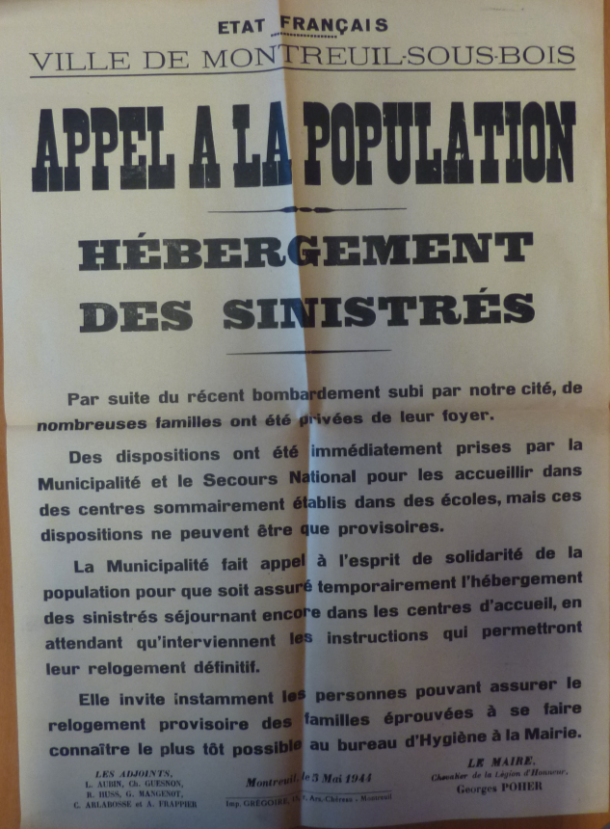 ETAT FRANÇAIS
VILLE DE MONTREUIL-SOUS-BOIS
APPEL A LA POPULATION
HÉBERGEMENT
DES SINISTRÉS
Par suite du récent bombardement subi par notre cité, de
nombreuses familles ont été privées de leur foyer.
Des dispositions ont été immédiatement prises par la
Municipalité et le Secours National pour les accueillir dans
des centres sommairement établis dans des écoles, mais ces
dispositions ne peuvent être que provisoires.
La Municipalité fait appel à l'esprit de solidarité de la
population pour que soit assuré temporairement l'hébergement
des sinistrés séjournant encore dans les centres d'accueil, en
attendant qu'interviennent les instructions qui permettront
leur relogement définitif.
Elle invite instamment les personnes pouvant assurer le
relogement provisoire des familles éprouvées à se faire
connaître le plus tôt possible au bureau d'Hygiène à la Mairie.
LES ADJOINTS,
L. AUBIN, Ch. GUESNON,
R. HUSS, G. MANGENOT,
C. ARLABOSSE et A. FRAPPIER
Montreuil, le 5 Mai 1944
Imp. GRÉGOIRE, Montreuil
LE MAIRE,
Chevalier de la Légion d'Honneur,
Georges POHER